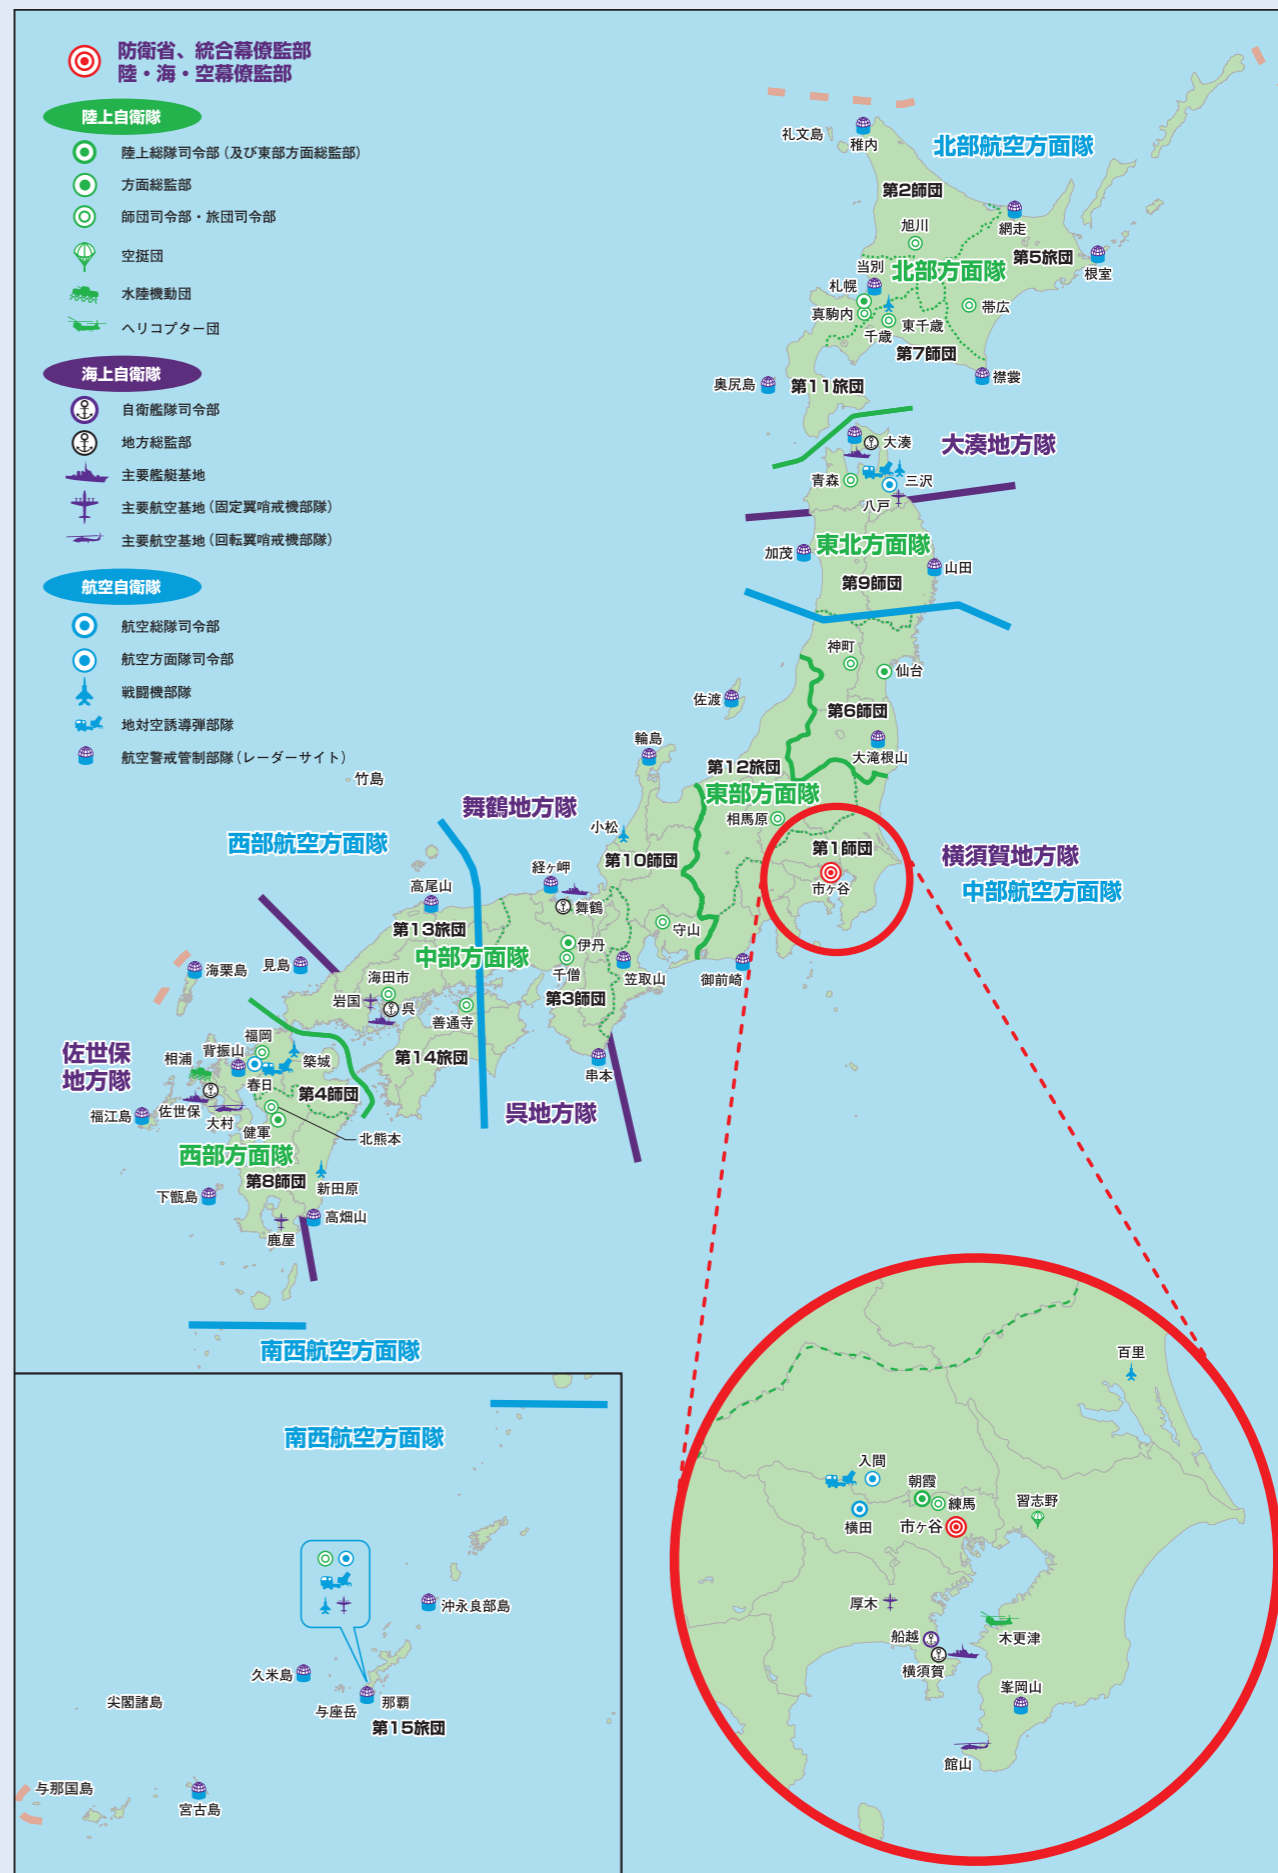 防衛省、統合幕僚監部
陸・海・空幕僚監部
陸上自衛隊
陸上総隊司令部（及び東部方面総監部）
方面総監部
師団司令部・旅団司令部
空挺団
水陸機動団
ヘリコプター団
海上自衛隊
自衛艦隊司令部
地方総監部
主要艦艇基地
主要航空基地（固定翼哨戒機部隊）
主要航空基地（回転翼哨戒機部隊）
航空自衛隊
航空総隊司令部
航空方面隊司令部
戦闘機部隊
地対空誘導弾部隊
航空警戒管制部隊（レーダーサイト）
礼文島
稚内
北部航空方面隊
第2師団
旭川
網走
第5旅団
根室
当別
北部方面隊
札幌
真駒内
千歳
東千歳
帯広
第7師団
襟裳
奥尻島
第11旅団
大湊
大湊地方隊
青森
三沢
八戸
加茂
東北方面隊
山田
第9師団
神町
仙台
佐渡
第6師団
大滝根山
輪島
第12旅団
東部方面隊
相馬原
竹島
舞鶴地方隊
小松
西部航空方面隊
第10師団
第1師団
市ヶ谷
横須賀地方隊
中部航空方面隊
経ヶ岬
高尾山
舞鶴
第13旅団
守山
中部方面隊
伊丹
千僧
笠取山
御前崎
海栗島
見島
海田市
岩国
呉
善通寺
第3師団
佐世保
地方隊
福岡
背振山
相浦
築城
春日
第14旅団
串本
第4師団
呉地方隊
福江島
佐世保
大村
健軍
北熊本
西部方面隊
第8師団
新田原
下甑島
高畑山
鹿屋
南西航空方面隊
南西航空方面隊
沖永良部島
久米島
与座岳
那覇
尖閣諸島
第15旅団
与那国島
宮古島
百里
入間
朝霞
練馬
習志野
横田
市ヶ谷
厚木
船越
横須賀
木更津
峯岡山
館山